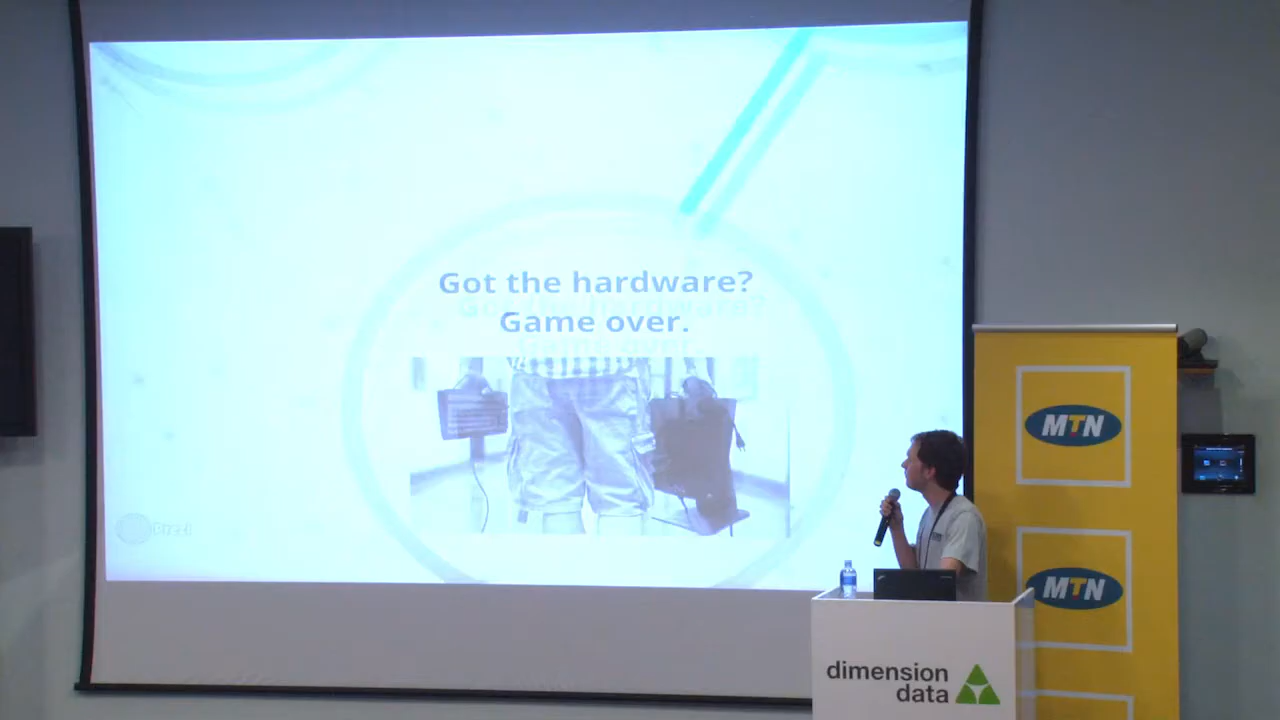 Got the hardware?
Game over.
MTN
MTN
dimension
data